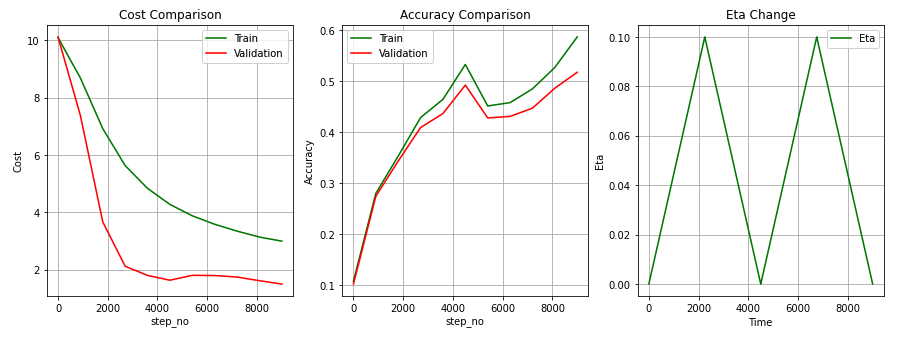 Cost Comparison
Cost
10
8
6
4
2
Train
Validation
0 2000 4000 6000 8000
step_no
Accuracy Comparison
Accuracy
0.6
0.5
0.4
0.3
0.2
0.1
Train
Validation
0 2000 4000 6000 8000
step_no
Eta Change
Eta
0.10
0.08
0.06
0.04
0.02
0.00
Eta
0 2000 4000 6000 8000
Time